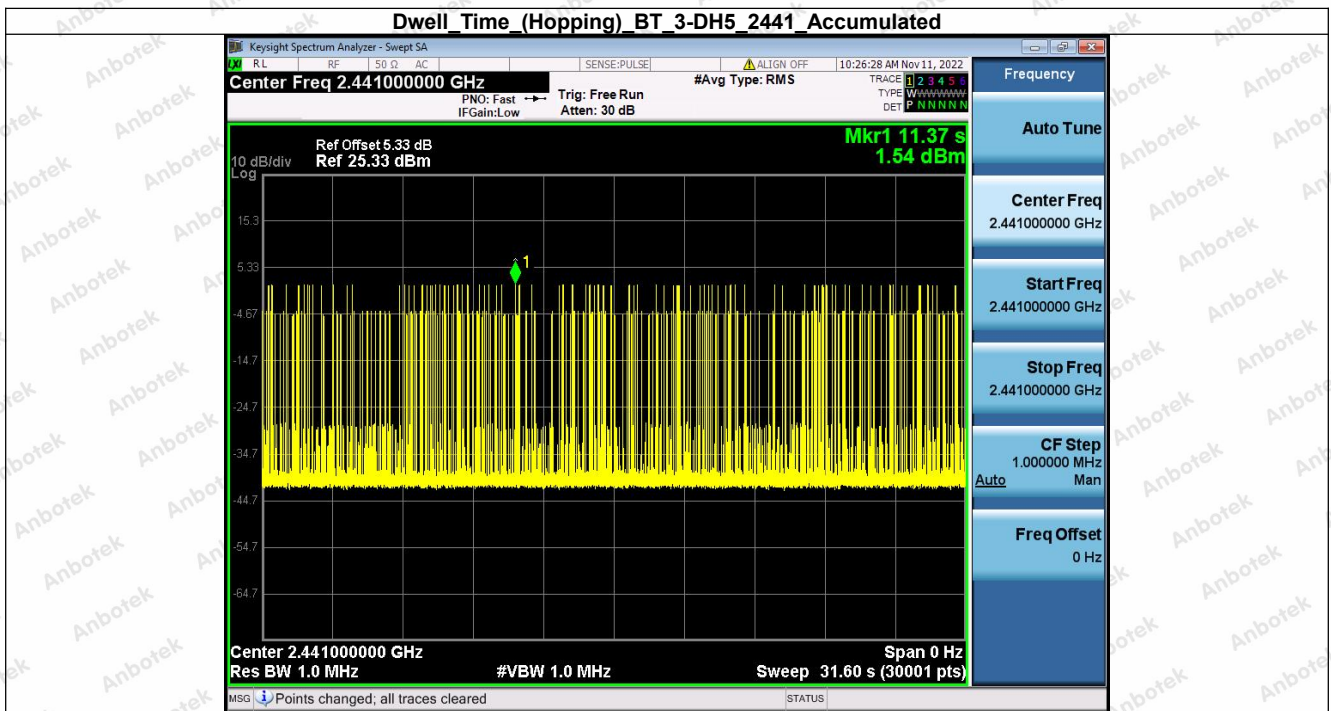 Dwell_Time_(Hopping)_BT_3-DH5_2441_Accumulated
Keysight Spectrum Analyzer - Swept SA
LXI RL RF 50 Ω AC SENSE:PULSE ALIGN OFF 10:26:28 AM Nov 11, 2022
Center Freq 2.441000000 GHz
#Avg Type: RMS
TRACE 1 2 3 4 5 6
TYPE WWWWWW
DET P N N N N N
PNO: Fast
IFGain:Low
Trig: Free Run
Atten: 30 dB
Mkr1 11.37 s
1.54 dBm
Ref Offset 5.33 dB
10 dB/div Ref 25.33 dBm
Log
15.3
5.33
-4.67
-14.7
-24.7
-34.7
-44.7
-54.7
-64.7
1
Center 2.441000000 GHz Span 0 Hz
Res BW 1.0 MHz #VBW 1.0 MHz Sweep 31.60 s (30001 pts)
MSG Points changed; all traces cleared STATUS
Frequency
Auto Tune
Center Freq
2.441000000 GHz
Start Freq
2.441000000 GHz
Stop Freq
2.441000000 GHz
CF Step
1.000000 MHz
Auto Man
Freq Offset
0 Hz
Anbotek